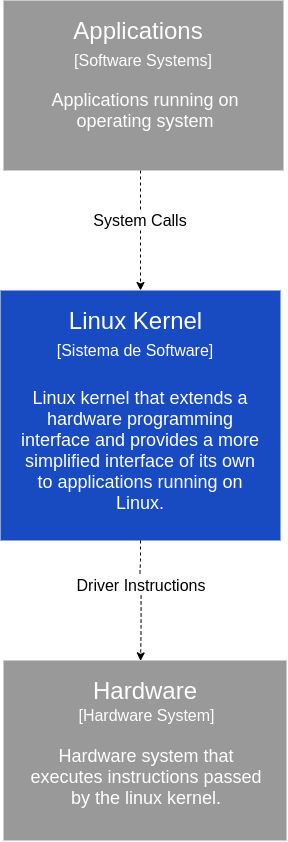 Applications
[Software Systems]
Applications running on
operating system
System Calls
Linux Kernel
[Sistema de Software]
Linux kernel that extends a
hardware programming
interface and provides a more
simplified interface of its own
to applications running on
Linux.
Driver Instructions
Hardware
[Hardware System]
Hardware system that
executes instructions passed
by the linux kernel.